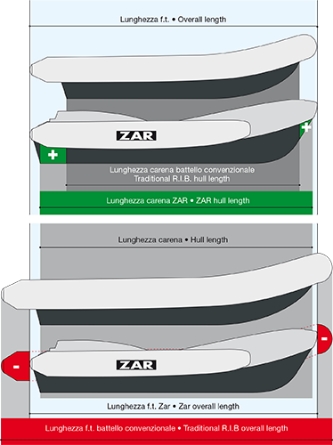 Lunghezza f.t. • Overall length
ZAR
+
+
Lunghezza carena battello convenzionale
Traditional R.I.B. hull length
Lunghezza carena ZAR • ZAR hull length
Lunghezza carena • Hull length
-
-
ZAR
Lunghezza f.t. Zar • Zar overall length
Lunghezza f.t. battello convenzionale • Traditional R.I.B overall length